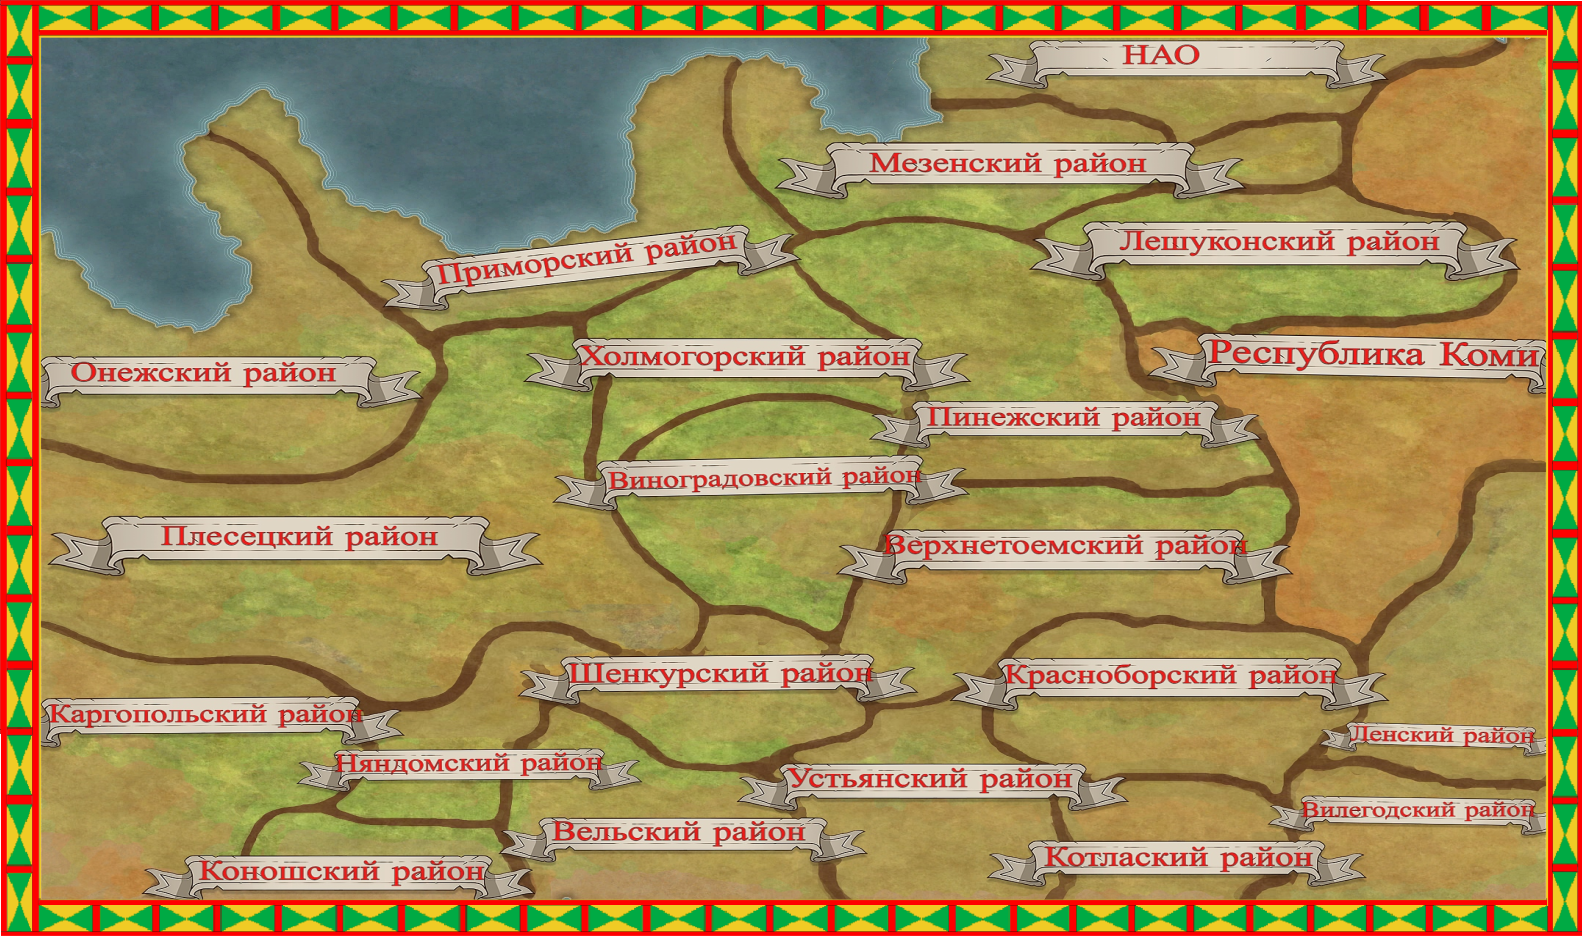 НАО
Мезенский район
Лешуконский район
Приморский район
Холмогорский район
Республика Коми
Онежский район
Пинежский район
Виноградовский район
Плесецкий район
Верхнетоемский район
Шенкурский район
Красноборский район
Каргопольский район
Ленский район
Няндомский район
Устьянский район
Вилегодский район
Вельский район
Котлаский район
Коношский район